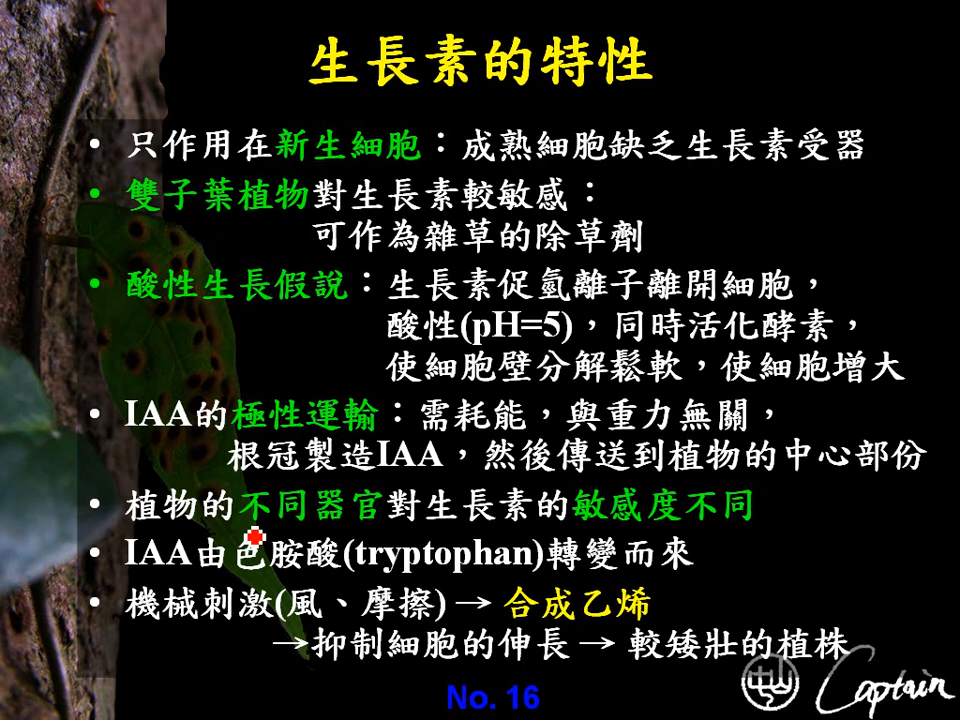 生長素的特性
• 只作用在新生細胞：成熟細胞缺乏生長素受器
• 雙子葉植物對生長素較敏感：
可作為雜草的除草劑
• 酸性生長假說：生長素促氫離子離開細胞，
酸性(pH=5)，同時活化酵素，
使細胞壁分解鬆軟，使細胞增大
• IAA的極性運輸：需耗能，與重力無關，
根冠製造IAA，然後傳送到植物的中心部份
• 植物的不同器官對生長素的敏感度不同
• IAA由色胺酸(tryptophan)轉變而來
• 機械刺激(風、摩擦) → 合成乙烯
→抑制細胞的伸長 → 較矮壯的植株
No. 16
Captain